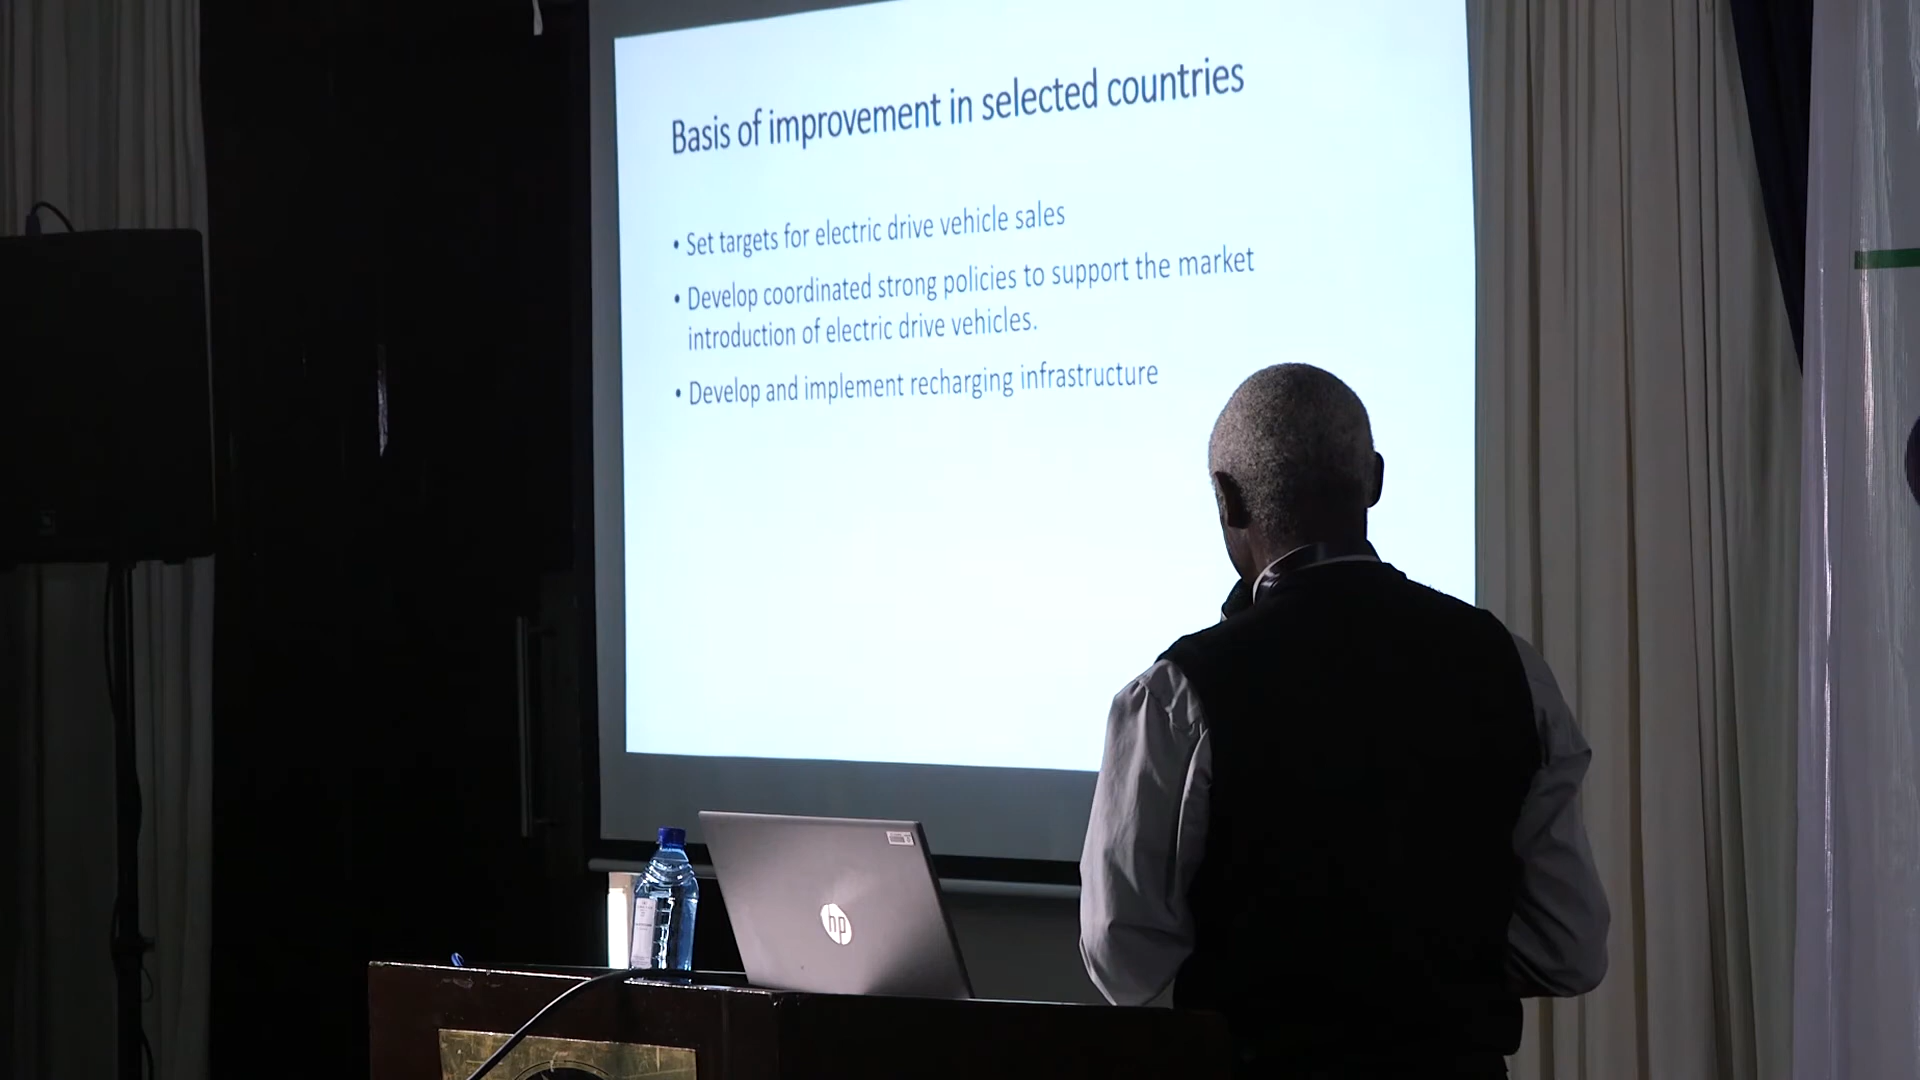 Basis of improvement in selected countries
• Set targets for electric drive vehicle sales
• Develop coordinated strong policies to support the market
introduction of electric drive vehicles.
• Develop and implement recharging infrastructure
hp